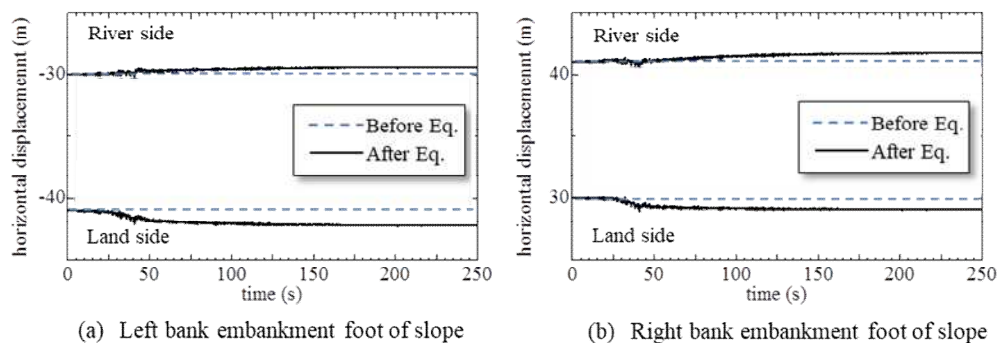 horizontal displacemennt (m)
River side
-30
Before Eq.
After Eq.
-40
Land side
0 50 100 150 200 250
time (s)
(a) Left bank embankment foot of slope
horizontal displacement (m)
River side
40
Before Eq.
After Eq.
30
Land side
0 50 100 150 200 250
time (s)
(b) Right bank embankment foot of slope